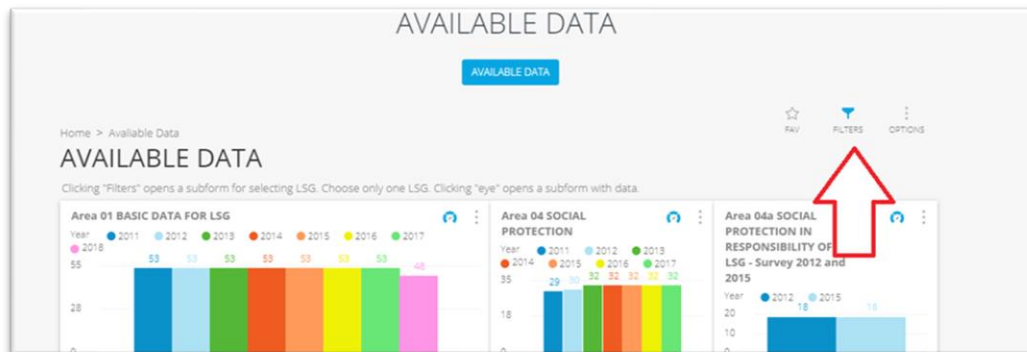 AVAILABLE DATA
AVAILABLE DATA
FAV FILTERS OPTIONS
Home > Available Data
AVAILABLE DATA
Clicking "Filters" opens a subform for selecting LSG. Choose only one LSG. Clicking "eye" opens a subform with data.
Area 01 BASIC DATA FOR LSG
Year 2011 2012 2013 2014 2015 2016 2017
2018
55
53 53 53 53 53 53 53 48
28
0
Area 04 SOCIAL
PROTECTION
Year 2011 2012 2013
2014 2015 2016 2017
35
29 30 32 32 32 32 32
18
0
Area 04a SOCIAL
PROTECTION IN
RESPONSIBILITY OF
LSG - Survey 2012 and
2015
Year 2012 2015
20
18 18
10
0